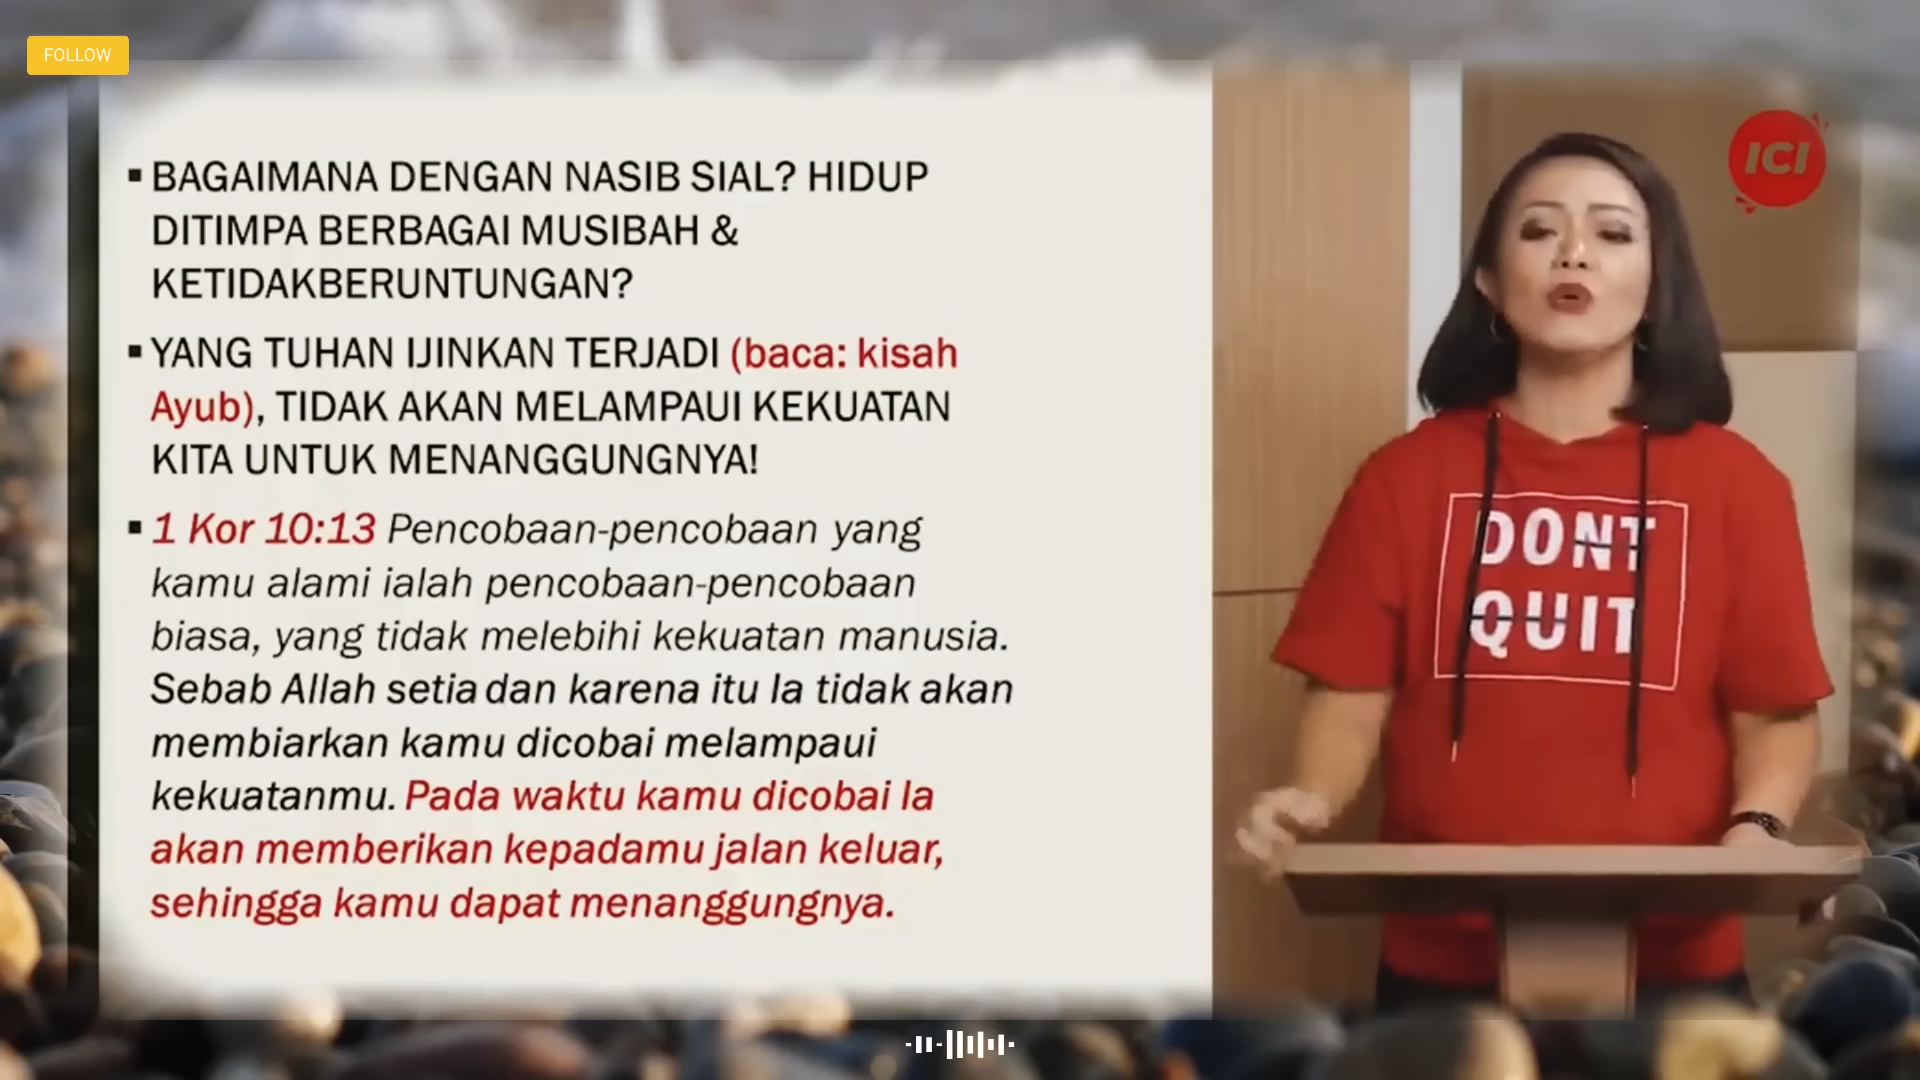 FOLLOW
ICI
▪ BAGAIMANA DENGAN NASIB SIAL? HIDUP
DITIMPA BERBAGAI MUSIBAH &
KETIDAKBERUNTUNGAN?
▪ YANG TUHAN IJINKAN TERJADI (baca: kisah
Ayub), TIDAK AKAN MELAMPAUI KEKUATAN
KITA UNTUK MENANGGUNGNYA!
▪ 1 Kor 10:13 Pencobaan-pencobaan yang
kamu alami ialah pencobaan-pencobaan
biasa, yang tidak melebihi kekuatan manusia.
Sebab Allah setia dan karena itu Ia tidak akan
membiarkan kamu dicobai melampaui
kekuatanmu. Pada waktu kamu dicobai Ia
akan memberikan kepadamu jalan keluar,
sehingga kamu dapat menanggungnya.
DONT
QUIT